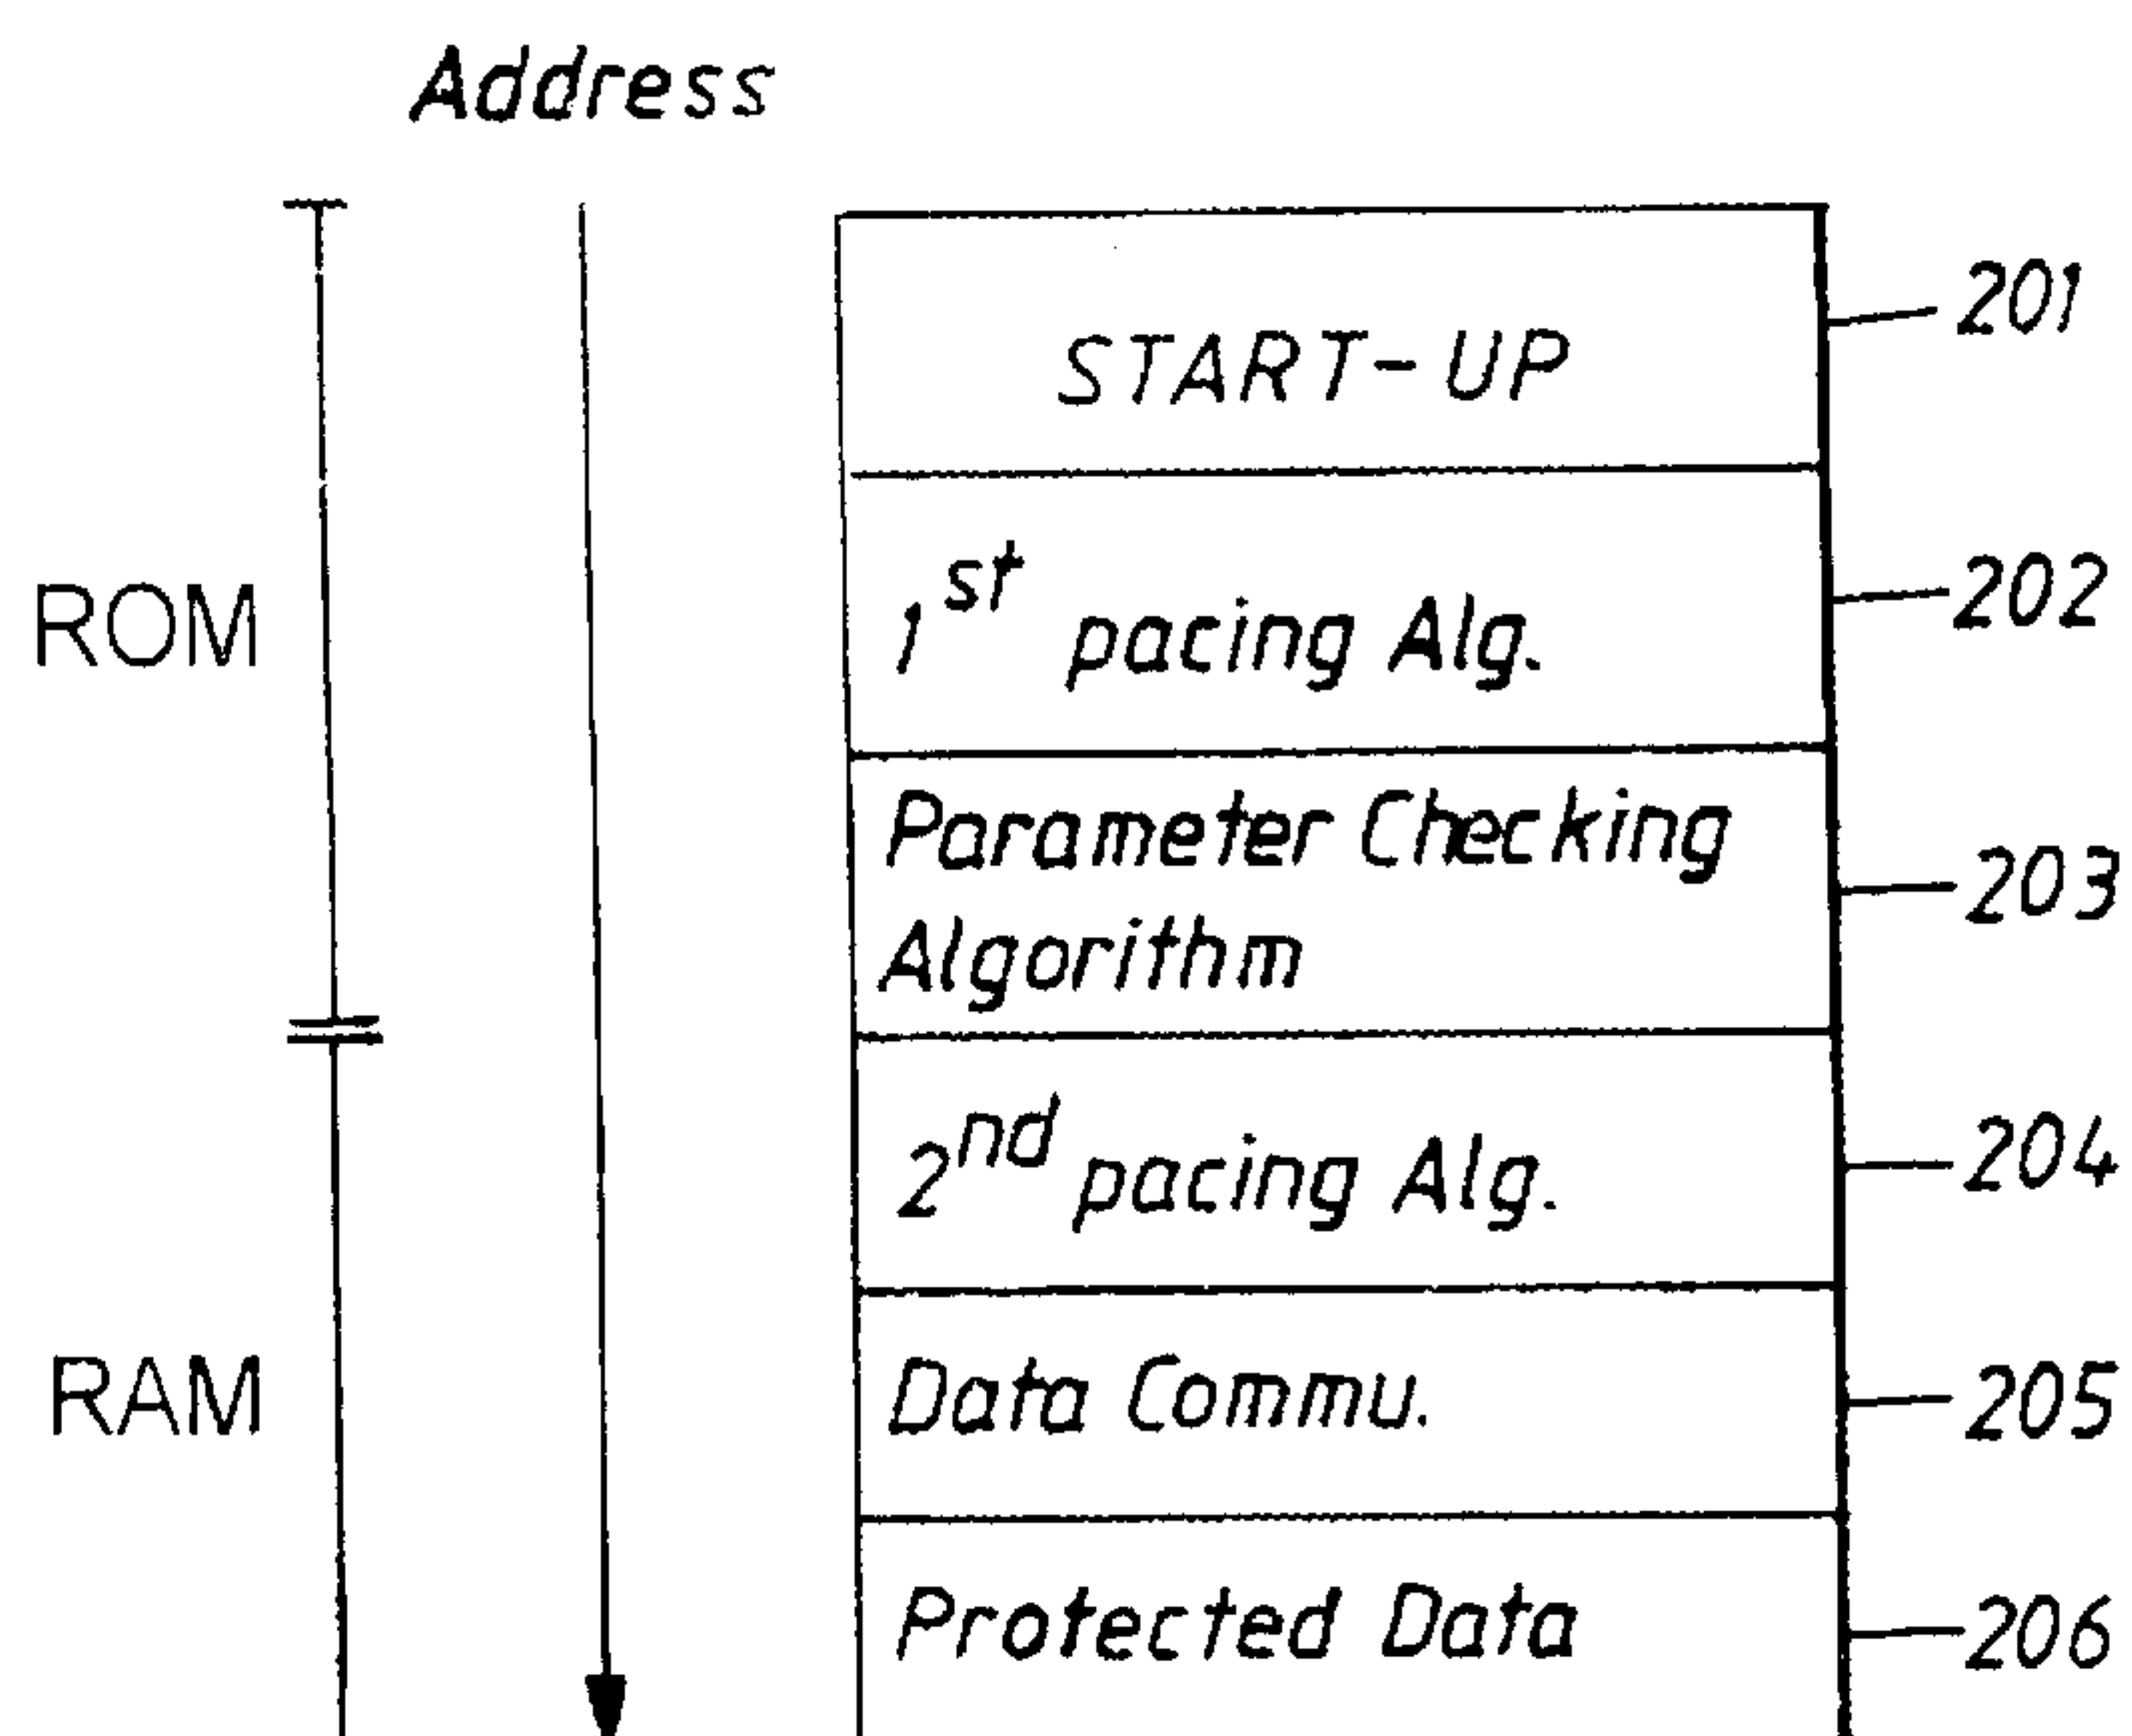 Address
START-UP
201
1st pacing Alg.
202
ROM
Parameter Checking
Algorithm
203
2nd pacing Alg.
204
Data Commu.
205
RAM
Protected Data
206